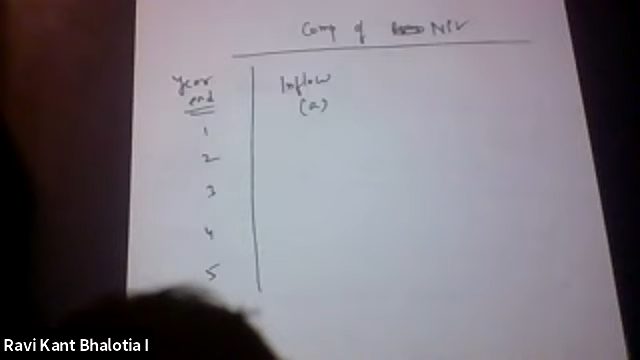 Comp of NPV
Year
end
Inflow
(a)
1
2
3
4
5
Ravi Kant Bhalotia I